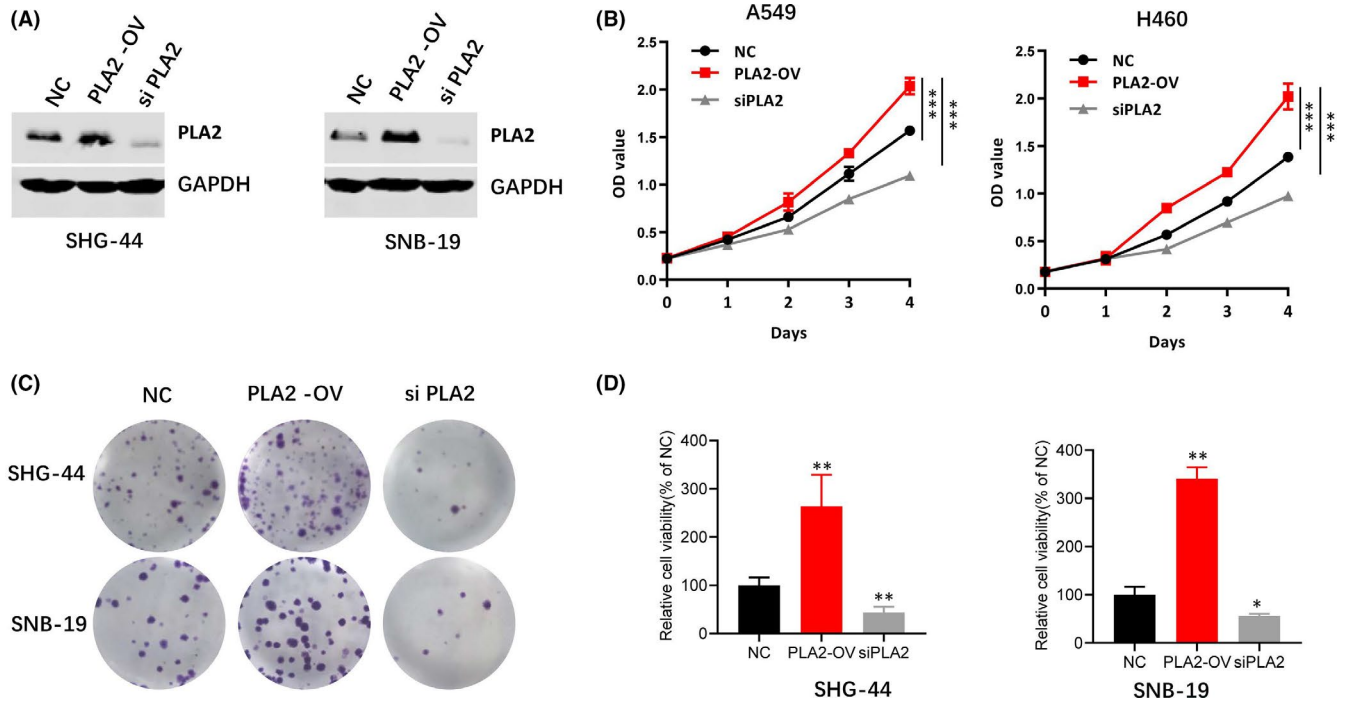 (A)
NC
PLA2 -OV
si PLA2
NC
PLA2-OV
si PLA2
PLA2
PLA2
GAPDH
GAPDH
SHG-44
SNB-19
(B)
A549
NC
PLA2-OV
siPLA2
2.5
2.0
1.5
1.0
0.5
0.0
OD value
0 1 2 3 4
Days
***
***
H460
NC
PLA2-OV
siPLA2
2.5
2.0
1.5
1.0
0.5
0.0
OD value
0 1 2 3 4
Days
***
***
(C)
NC PLA2 -OV si PLA2
SHG-44
SNB-19
(D)
Relative cell viability(% of NC)
400
300
200
100
0
**
**
NC PLA2-OV siPLA2
SHG-44
Relative cell viability(% of NC)
400
300
200
100
0
**
*
NC PLA2-OV siPLA2
SNB-19